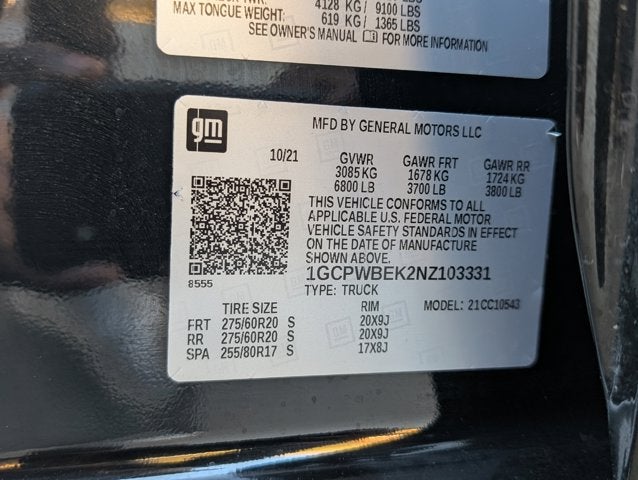 4128 KG / 9100 LBS
MAX TONGUE WEIGHT: 619 KG / 1365 LBS
SEE OWNER'S MANUAL FOR MORE INFORMATION
gm
MFD BY GENERAL MOTORS LLC
10/21 GVWR GAWR FRT GAWR RR
3085 KG 1678 KG 1724 KG
6800 LB 3700 LB 3800 LB
THIS VEHICLE CONFORMS TO ALL
APPLICABLE U.S. FEDERAL MOTOR
VEHICLE SAFETY STANDARDS IN EFFECT
ON THE DATE OF MANUFACTURE
SHOWN ABOVE.
1GCPWBEK2NZ103331
8555
TYPE: TRUCK MODEL: 21CC10543
TIRE SIZE RIM
FRT 275/60R20 S 20X9J
RR 275/60R20 S 20X9J
SPA 255/80R17 S 17X8J